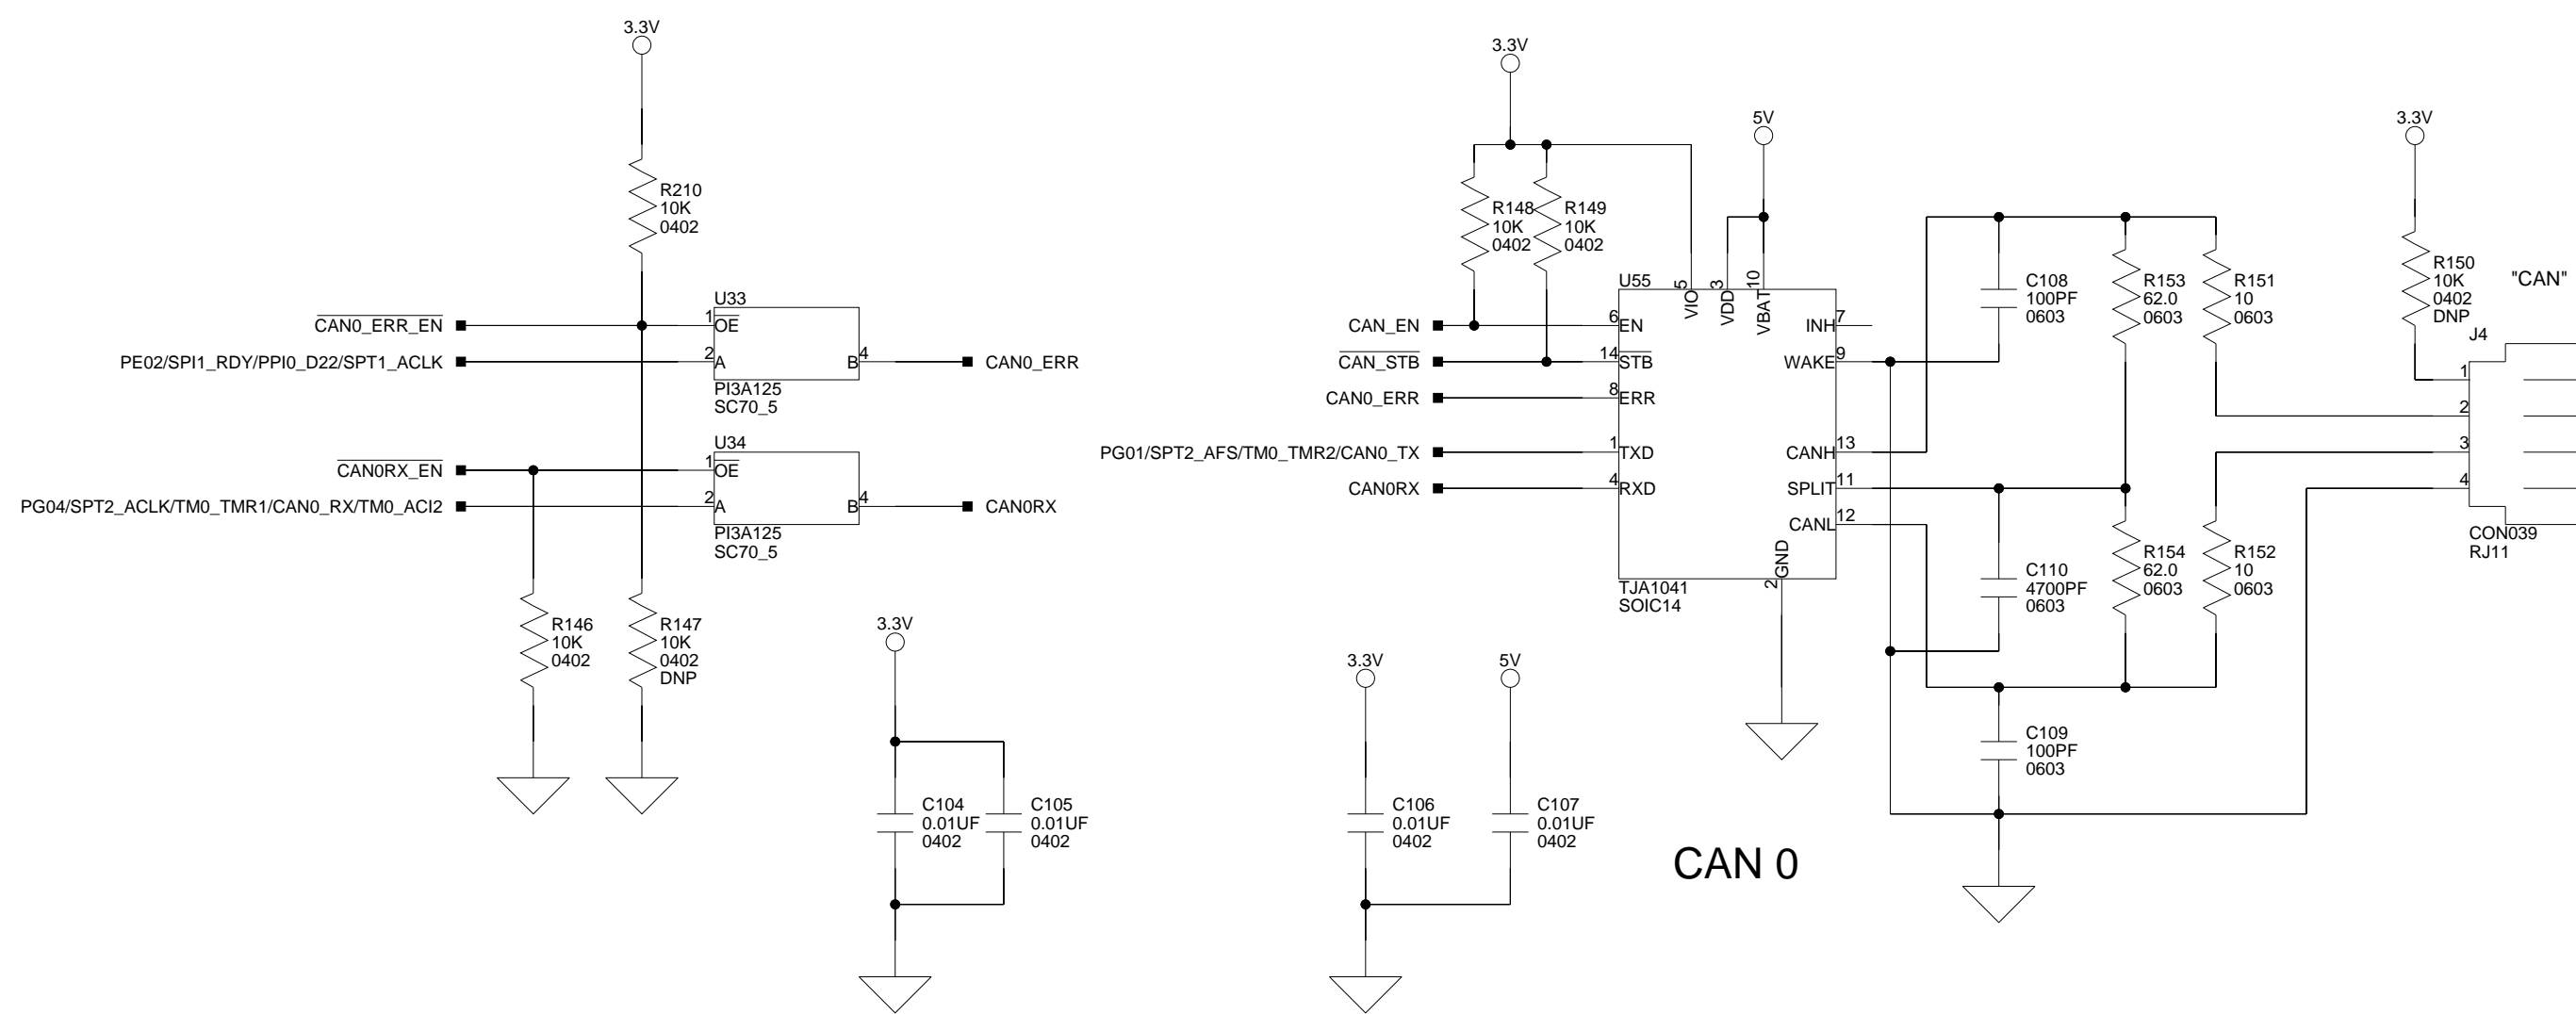 3.3V
R210
10K
0402
U33
1
OE
CAN0_ERR_EN
2
A
PE02/SPI1_RDY/PPI0_D22/SPT1_ACLK
B
4
CAN0_ERR
PI3A125
SC70_5
U34
1
OE
CAN0RX_EN
2
A
PG04/SPT2_ACLK/TM0_TMR1/CAN0_RX/TM0_ACI2
B
4
CAN0RX
PI3A125
SC70_5
R146
10K
0402
R147
10K
0402
DNP
3.3V
C104
0.01UF
0402
C105
0.01UF
0402
3.3V
5V
R148
10K
0402
R149
10K
0402
U55
5
VIO
3
VDD
10
VBAT
CAN_EN
6
EN
CAN_STB
14
STB
CAN0_ERR
8
ERR
PG01/SPT2_AFS/TM0_TMR2/CAN0_TX
1
TXD
CAN0RX
4
RXD
INH
7
WAKE
9
CANH
13
SPLIT
11
CANL
12
GND
2
TJA1041
SOIC14
C108
100PF
0603
R153
62.0
0603
R151
10
0603
C110
4700PF
0603
R154
62.0
0603
R152
10
0603
C109
100PF
0603
3.3V
5V
C106
0.01UF
0402
C107
0.01UF
0402
CAN 0
3.3V
R150
10K
0402
DNP
"CAN"
J4
1
2
3
4
CON039
RJ11